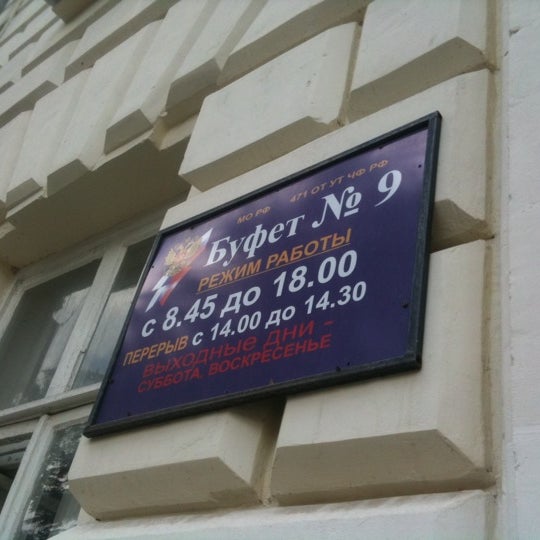 МО РФ 471 ОТ УТ ЧФ РФ
Буфет № 9
РЕЖИМ РАБОТЫ
с 8.45 до 18.00
ПЕРЕРЫВ с 14.00 до 14.30
ВЫХОДНЫЕ ДНИ -
СУББОТА, ВОСКРЕСЕНЬЕ